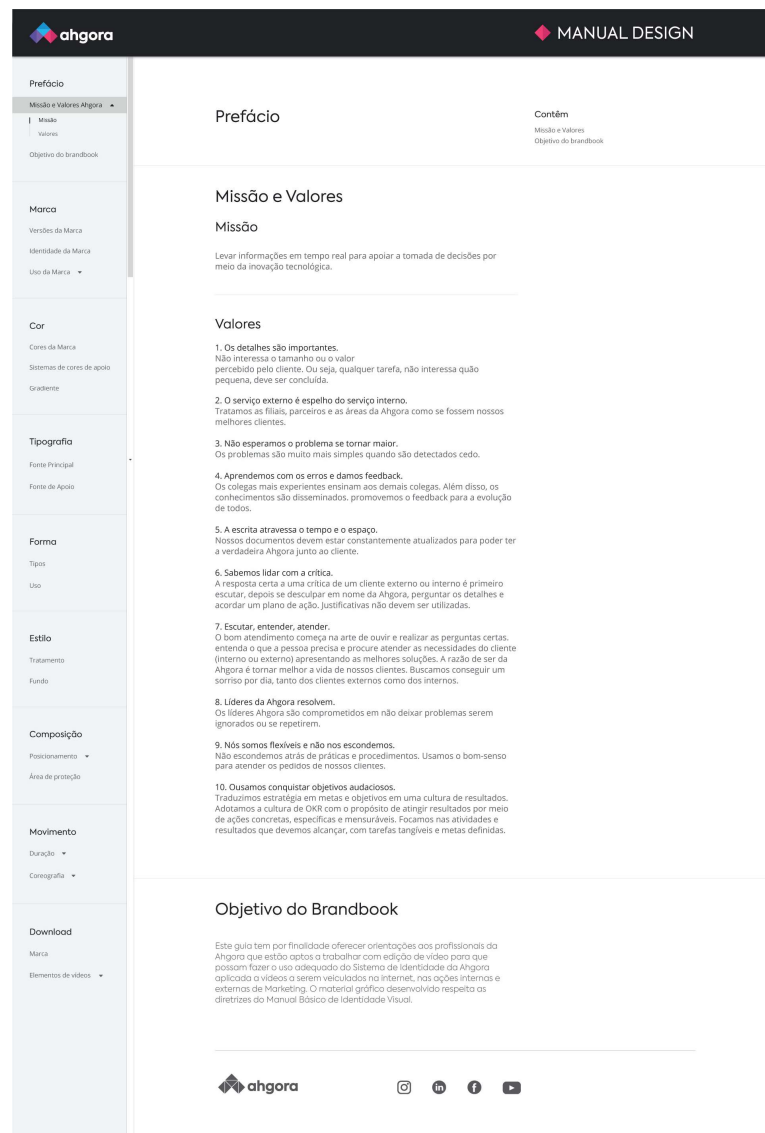 ahgora
MANUAL DESIGN
Prefácio
Missão e Valores Ahgora
Missão
Valores
Objetivo do brandbook
Marca
Versões da Marca
Identidade da Marca
Uso da Marca
Cor
Cores da Marca
Sistemas de cores de apoio
Gradiente
Tipografia
Fonte Principal
Fonte de Apoio
Forma
Tipos
Uso
Estilo
Tratamento
Fundo
Composição
Posicionamento
Área de proteção
Movimento
Duração
Coreografia
Download
Marca
Elementos de vídeos
Prefácio
Contêm
Missão e Valores
Objetivo do brandbook
Missão e Valores
Missão
Levar informações em tempo real para apoiar a tomada de decisões por
meio da inovação tecnológica.
Valores
1. Os detalhes são importantes.
Não interessa o tamanho ou o valor
percebido pelo cliente. Ou seja, qualquer tarefa, não interessa quão
pequena, deve ser concluída.
2. O serviço externo é espelho do serviço interno.
Tratamos as filiais, parceiros e as áreas da Ahgora como se fossem nossos
melhores clientes.
3. Não esperamos o problema se tornar maior.
Os problemas são muito mais simples quando são detectados cedo.
4. Aprendemos com os erros e damos feedback.
Os colegas mais experientes ensinam aos demais colegas. Além disso, os
conhecimentos são disseminados. promovemos o feedback para a evolução
de todos.
5. A escrita atravessa o tempo e o espaço.
Nossos documentos devem estar constantemente atualizados para poder ter
a verdadeira Ahgora junto ao cliente.
6. Sabemos lidar com a crítica.
A resposta certa a uma crítica de um cliente externo ou interno é primeiro
escutar, depois se desculpar em nome da Ahgora, perguntar os detalhes e
acordar um plano de ação. Justificativas não devem ser utilizadas.
7. Escutar, entender, atender.
O bom atendimento começa na arte de ouvir e realizar as perguntas certas.
entenda o que a pessoa precisa e procure atender as necessidades do cliente
(interno ou externo) apresentando as melhores soluções. A razão de ser da
Ahgora é tornar melhor a vida de nossos clientes. Buscamos conseguir um
sorriso por dia, tanto dos clientes externos como dos internos.
8. Líderes da Ahgora resolvem.
Os líderes Ahgora são comprometidos em não deixar problemas serem
ignorados ou se repetirem.
9. Nós somos flexíveis e não nos escondemos.
Não escondemos atrás de práticas e procedimentos. Usamos o bom-senso
para atender os pedidos de nossos clientes.
10. Ousamos conquistar objetivos audaciosos.
Traduzimos estratégia em metas e objetivos em uma cultura de resultados.
Adotamos a cultura de OKR com o propósito de atingir resultados por meio
de ações concretas, específicas e mensuráveis. Focamos nas atividades e
resultados que devemos alcançar, com tarefas tangíveis e metas definidas.
Objetivo do Brandbook
Este guia tem por finalidade oferecer orientações aos profissionais da
Ahgora que estão aptos a trabalhar com edição de vídeo para que
possam fazer o uso adequado do Sistema de Identidade da Ahgora
aplicada a vídeos a serem veiculados na Internet, nas ações internas e
externas de Marketing. O material gráfico desenvolvido respeita as
diretrizes do Manual Básico de Identidade Visual.
ahgora